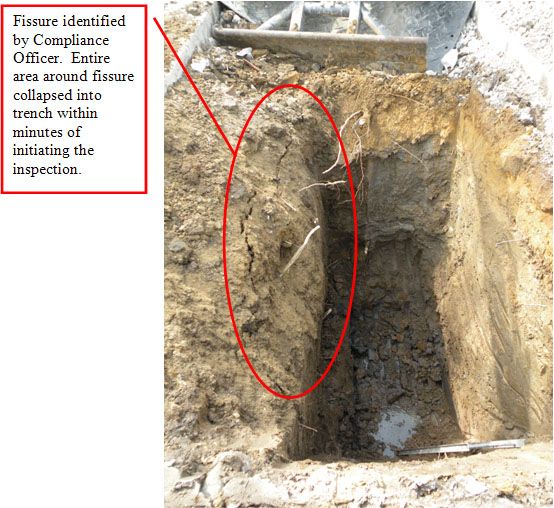 Fissure identified
by Compliance
Officer.  Entire
area around fissure
collapsed into
trench within
minutes of
initiating the
inspection.